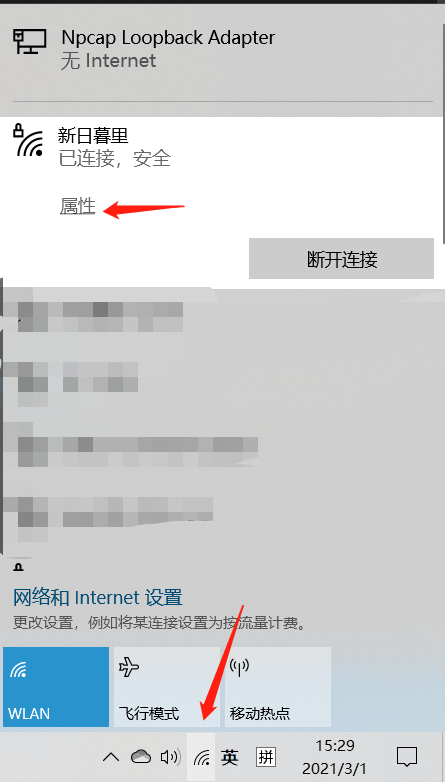 Npcap Loopback Adapter
无 Internet
新日暮里
已连接，安全
属性
断开连接
网络和 Internet 设置
更改设置，例如将某连接设置为按流量计费。
WLAN
飞行模式
移动热点
英
拼
15:29
2021/3/1